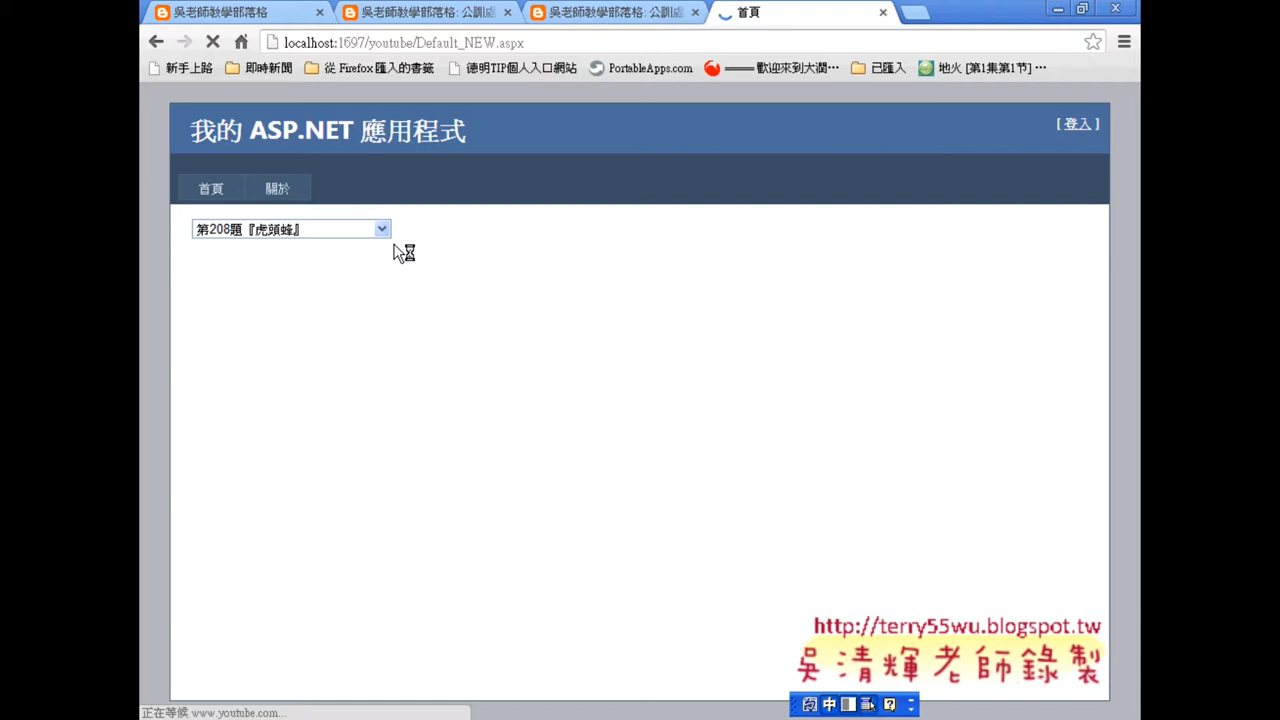 吳老師教學部落格
吳老師教學部落格: 公訓處
吳老師教學部落格: 公訓處
首頁
localhost:1697/youtube/Default_NEW.aspx
新手上路
即時新聞
從 Firefox 匯入的書籤
德明TIP個人入口網站
PortableApps.com
═══歡迎來到大潤…
已匯入
地火 [第1集第1节] …
我的 ASP.NET 應用程式
[ 登入 ]
首頁
關於
第208題『虎頭蜂』
http://terry55wu.blogspot.tw
吳清輝老師錄製
中
正在等候 www.youtube.com...